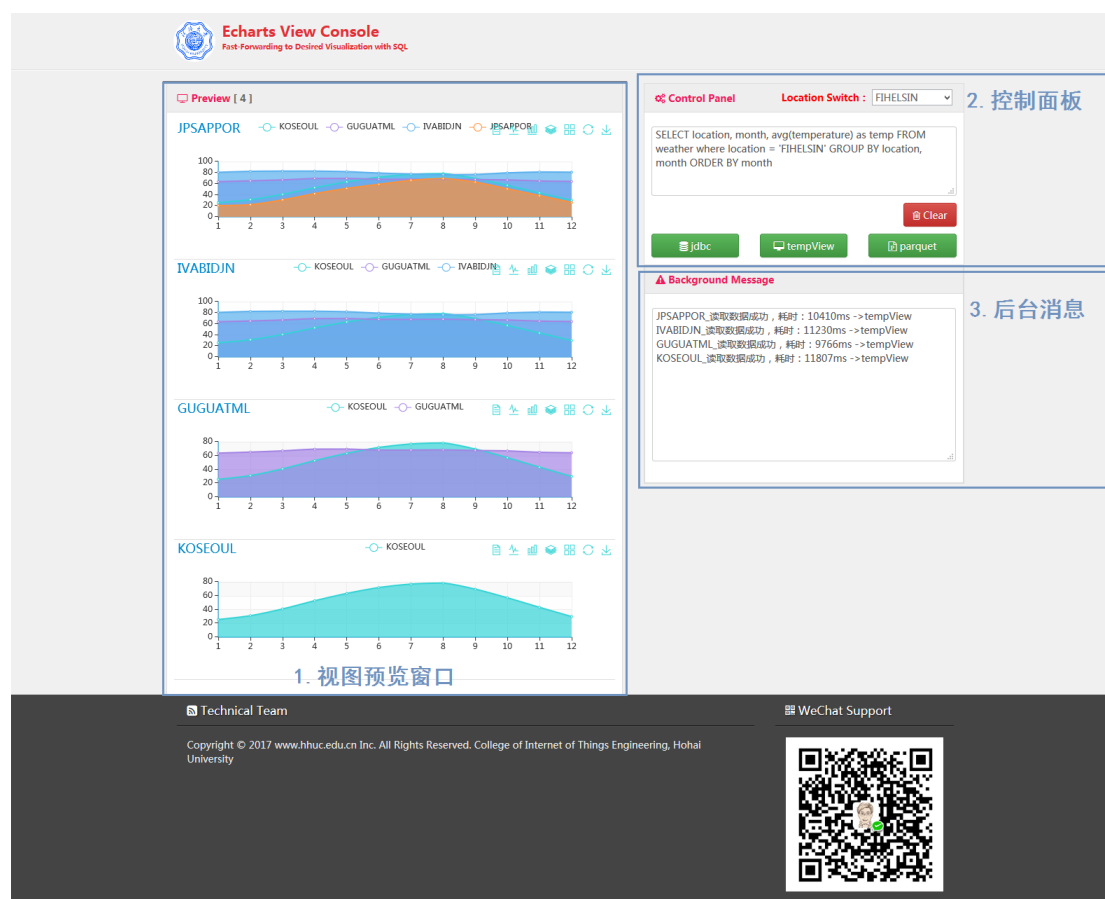 Echarts View Console
Fast-Forwarding to Desired Visualization with SQL
Preview [ 4 ]
JPSAPPOR
KOSEOUL GUGUATML IVABIDJN JPSAPPOR
100
80
60
40
20
0
1 2 3 4 5 6 7 8 9 10 11 12
IVABIDJN
KOSEOUL GUGUATML IVABIDJN
100
80
60
40
20
0
1 2 3 4 5 6 7 8 9 10 11 12
GUGUATML
KOSEOUL GUGUATML
80
60
40
20
0
1 2 3 4 5 6 7 8 9 10 11 12
KOSEOUL
KOSEOUL
80
60
40
20
0
1 2 3 4 5 6 7 8 9 10 11 12
1. 视图预览窗口
Control Panel Location Switch : FIHELSIN
2. 控制面板
SELECT location, month, avg(temperature) as temp FROM
weather where location = 'FIHELSIN' GROUP BY location,
month ORDER BY month
Clear
jdbc tempView parquet
Background Message
3. 后台消息
JPSAPPOR_读取数据成功，耗时：10410ms ->tempView
IVABIDJN_读取数据成功，耗时：11230ms ->tempView
GUGUATML_读取数据成功，耗时：9766ms ->tempView
KOSEOUL_读取数据成功，耗时：11807ms ->tempView
Technical Team
Copyright © 2017 www.hhuc.edu.cn Inc. All Rights Reserved. College of Internet of Things Engineering, Hohai
University
WeChat Support